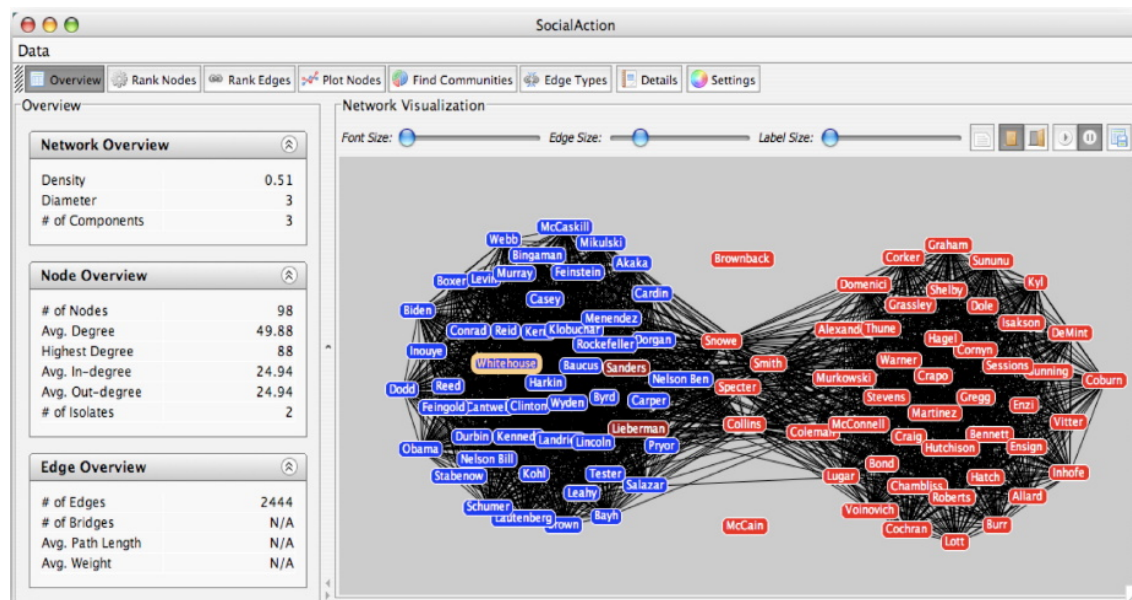 SocialAction
Data
Overview Rank Nodes Rank Edges Plot Nodes Find Communities Edge Types Details Settings
Overview
Network Visualization
Font Size: Edge Size: Label Size:
Network Overview
Density 0.51
Diameter 3
# of Components 3
Node Overview
# of Nodes 98
Avg. Degree 49.88
Highest Degree 88
Avg. In-degree 24.94
Avg. Out-degree 24.94
# of Isolates 2
Edge Overview
# of Edges 2444
# of Bridges N/A
Avg. Path Length N/A
Avg. Weight N/A
McCaskill
Webb
Mikulski
Bingaman
Akaka
Boxer
Levin
Murray
Feinstein
Biden
Casey
Cardin
Menendez
Conrad
Reid
Klobuchar
Rockefeller
Dorgan
Inouye
Whitehouse
Baucus
Sanders
Dodd
Reed
Harkin
Nelson Ben
Feingold
Cantwel
Clinton
Wyden
Byrd
Carper
Lieberman
Obama
Durbin
Kenned
Landrie
Lincoln
Pryor
Nelson Bill
Stabenow
Kohl
Tester
Salazar
Leahy
Schumer
Bayh
Brownback
Snowe
Smith
Specter
Collins
McCain
Graham
Corker
Sununu
Domenici
Shelby
Kyl
Grassley
Dole
Alexand
Thune
Isakson
DeMint
Hagel
Cornyn
Warner
Sessions
Murkowski
Crapo
Coburn
Stevens
Gregg
Enzi
Martinez
Vitter
Coleman
McConnell
Craig
Bennett
Hutchison
Ensign
Bond
Lugar
Chambliss
Hatch
Inhofe
Roberts
Allard
Voinovich
Cochran
Burr
Lott